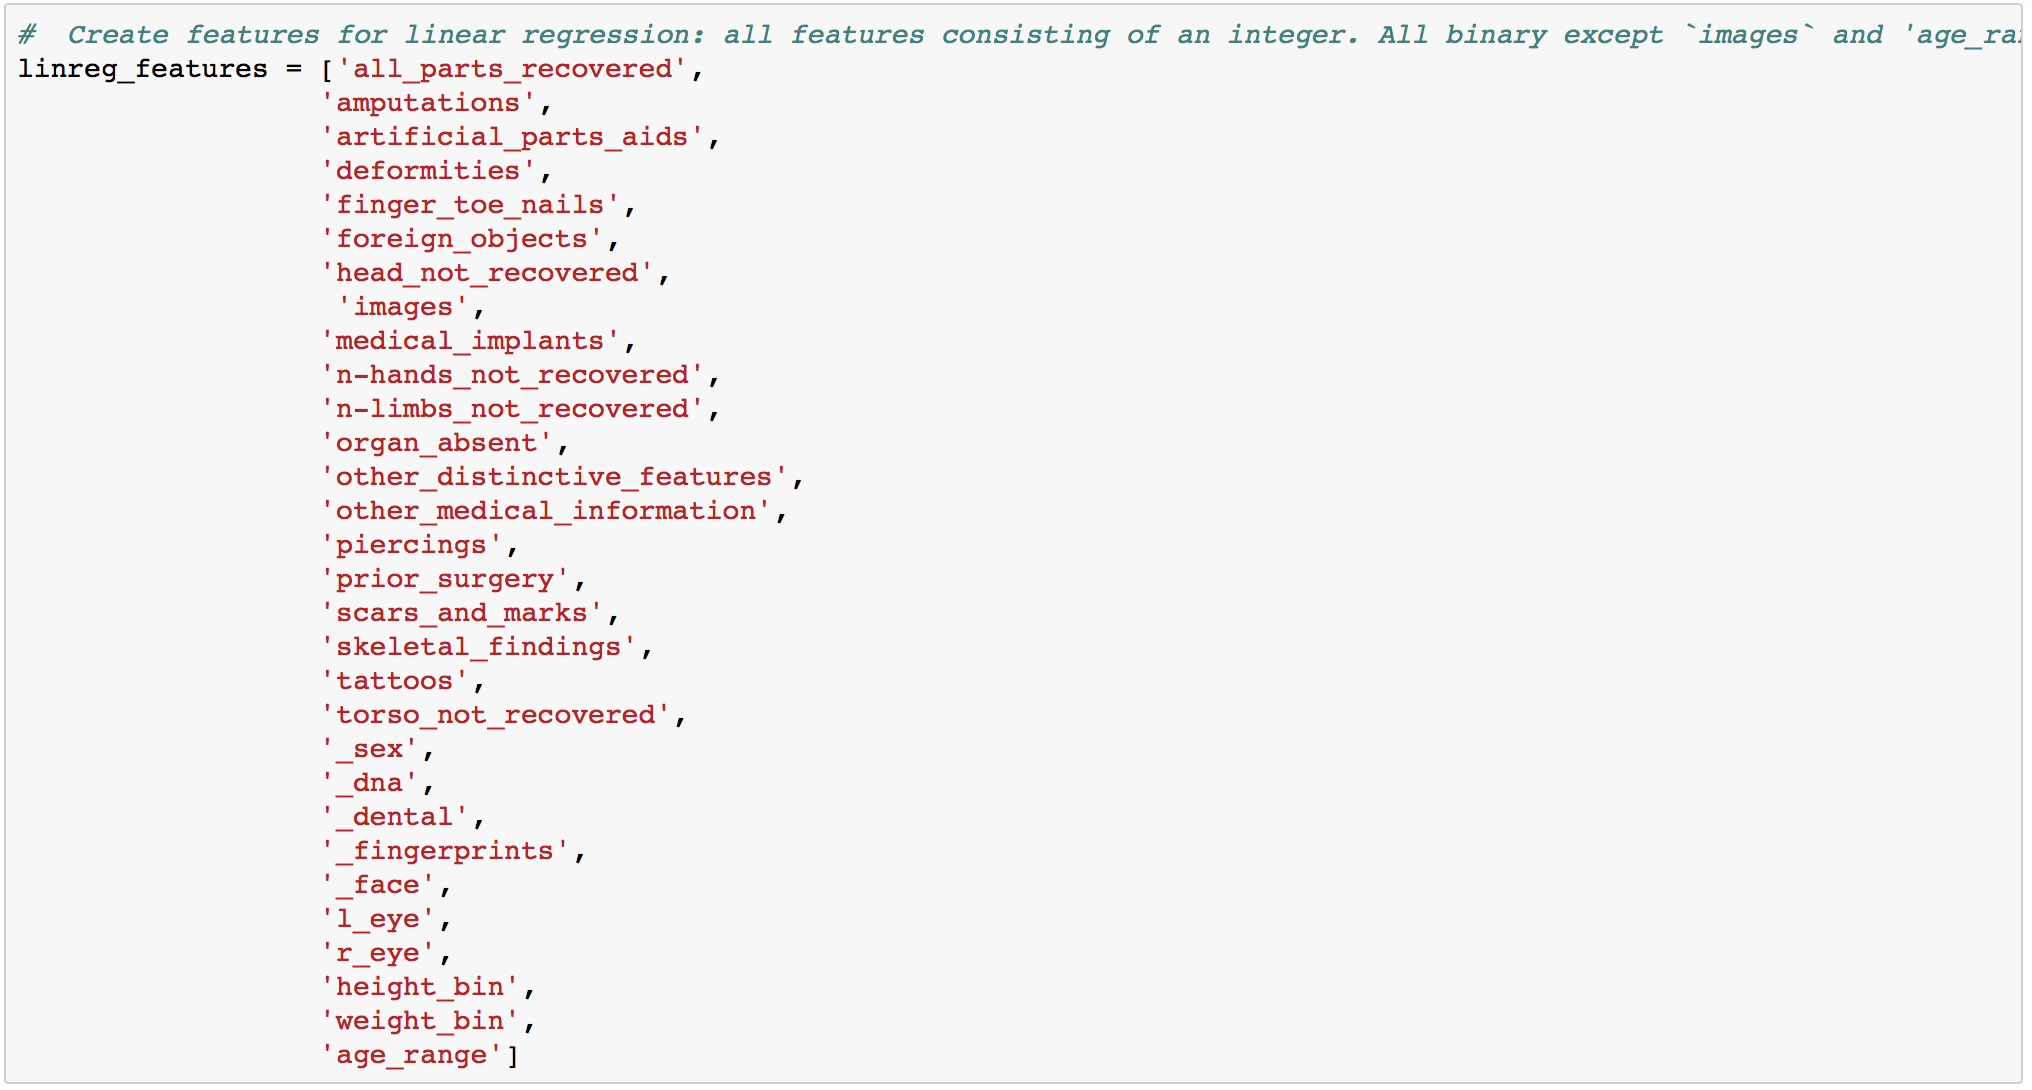 #  Create features for linear regression: all features consisting of an integer. All binary except `images` and 'age_ra
linreg_features = ['all_parts_recovered',
'amputations',
'artificial_parts_aids',
'deformities',
'finger_toe_nails',
'foreign_objects',
'head_not_recovered',
'images',
'medical_implants',
'n-hands_not_recovered',
'n-limbs_not_recovered',
'organ_absent',
'other_distinctive_features',
'other_medical_information',
'piercings',
'prior_surgery',
'scars_and_marks',
'skeletal_findings',
'tattoos',
'torso_not_recovered',
'_sex',
'_dna',
'_dental',
'_fingerprints',
'_face',
'l_eye',
'r_eye',
'height_bin',
'weight_bin',
'age_range']